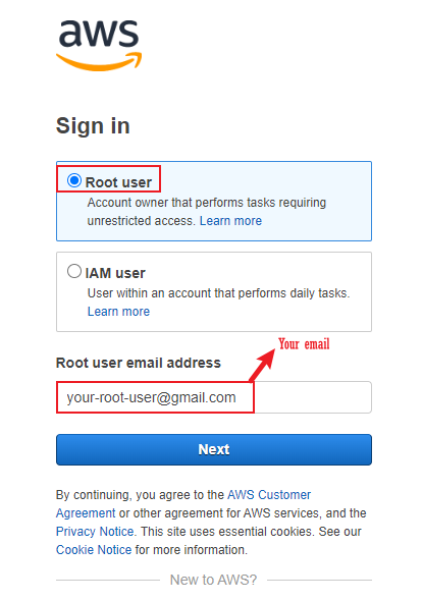 aws
Sign in
Root user
Account owner that performs tasks requiring
unrestricted access. Learn more
IAM user
User within an account that performs daily tasks.
Learn more
Your email
Root user email address
your-root-user@gmail.com
Next
By continuing, you agree to the AWS Customer
Agreement or other agreement for AWS services, and the
Privacy Notice. This site uses essential cookies. See our
Cookie Notice for more information.
New to AWS?